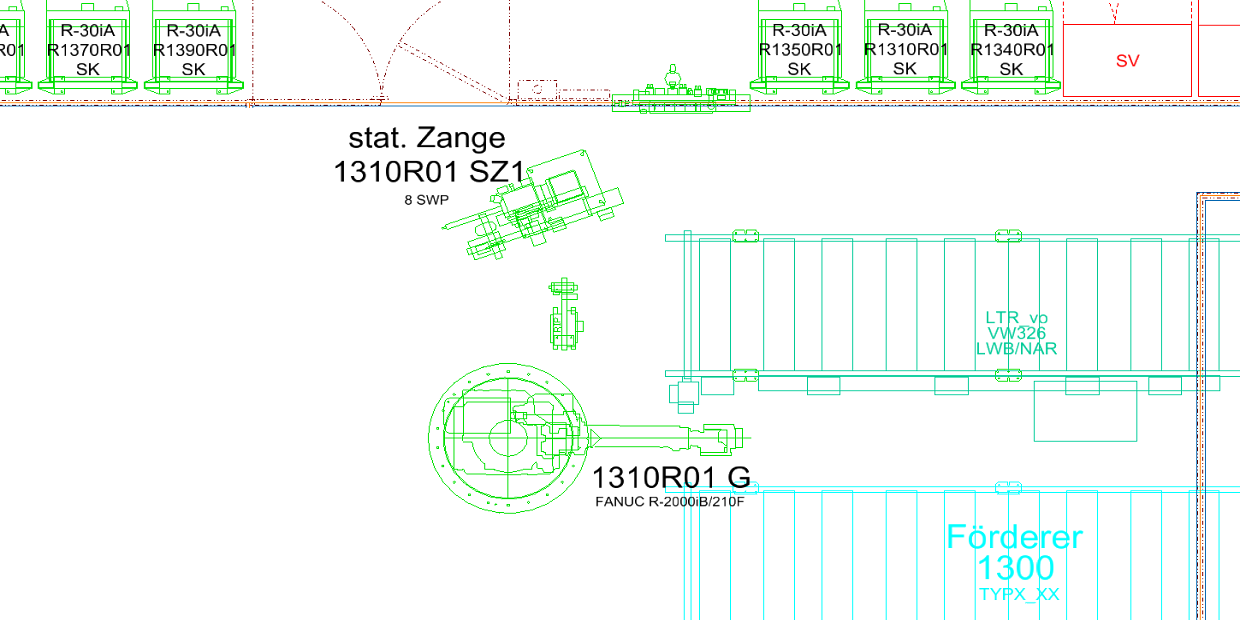 A
R01
R-30iA
R1370R01
SK
R-30iA
R1390R01
SK
R-30iA
R1350R01
SK
R-30iA
R1310R01
SK
R-30iA
R1340R01
SK
SV
stat. Zange
1310R01 SZ1
8 SWP
RP
LTR_vo
VW326
LWB/NAR
1310R01 G
FANUC R-2000iB/210F
Förderer
1300
TYPX_XX